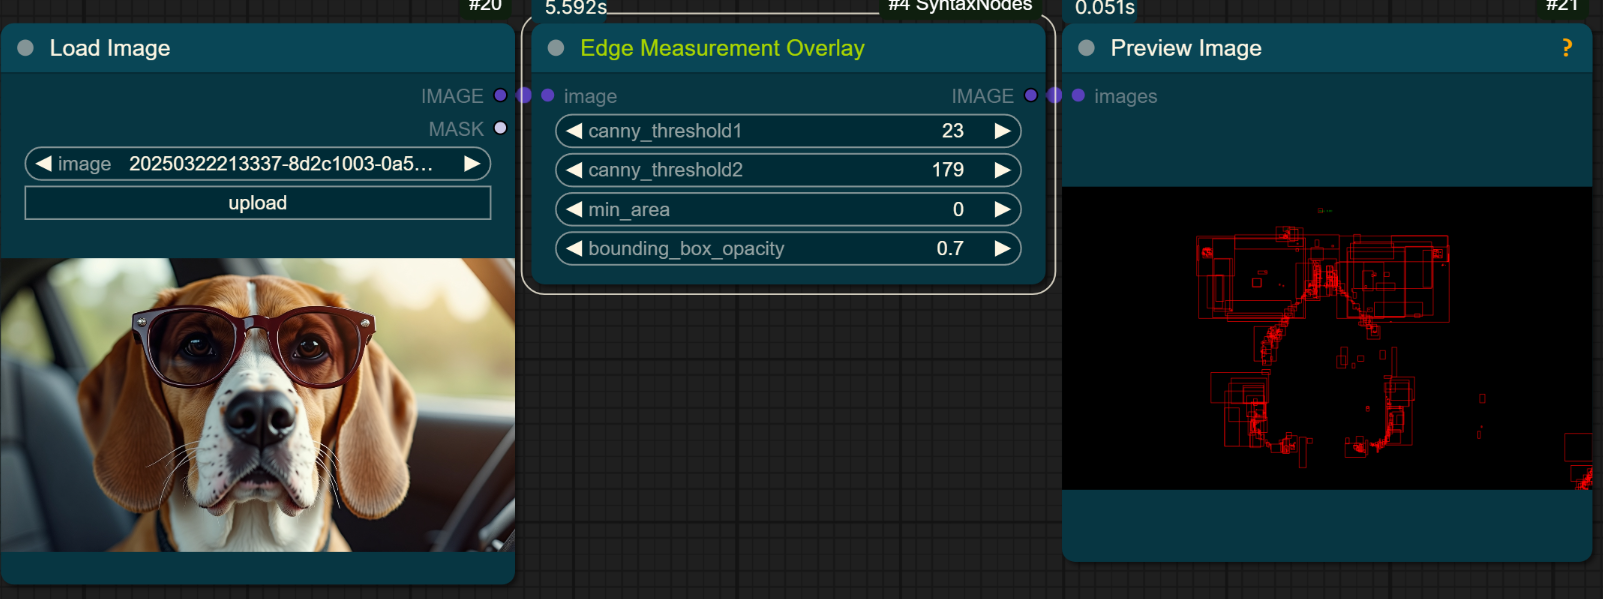 #20
5.592s
#4 SyntaxNodes
0.051s
#21
Load Image
Edge Measurement Overlay
Preview Image
?
IMAGE
MASK
image
20250322213337-8d2c1003-0a5...
upload
image
IMAGE
canny_threshold1
23
canny_threshold2
179
min_area
0
bounding_box_opacity
0.7
images